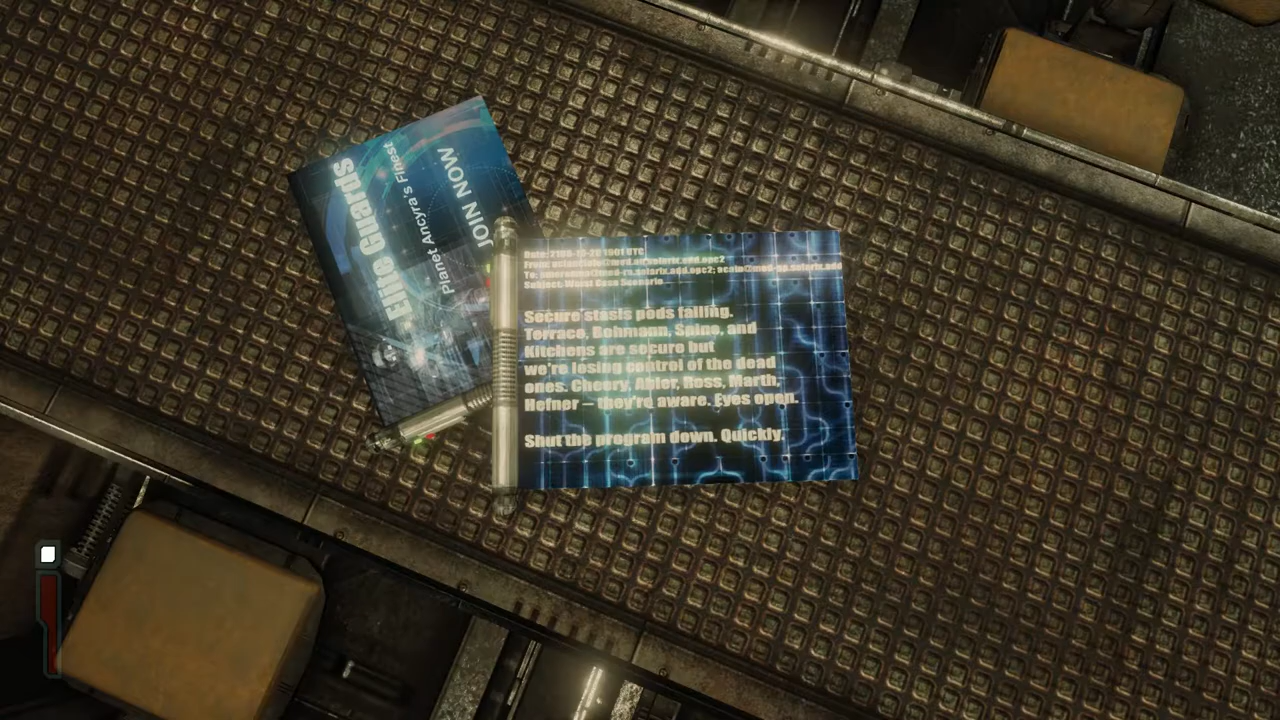 Elite Guards
Planet Ancyra's Finest
JOIN NOW
Subject: Worst Case Scenario
Secure stasis pods failing.
Terrace, Bohmann, Spine, and
Kitchens are secure but
we're losing control of the dead
ones. Cheery, Abler, Ross, Marth,
Hefner – they're aware. Eyes open.
Shut the program down. Quickly.